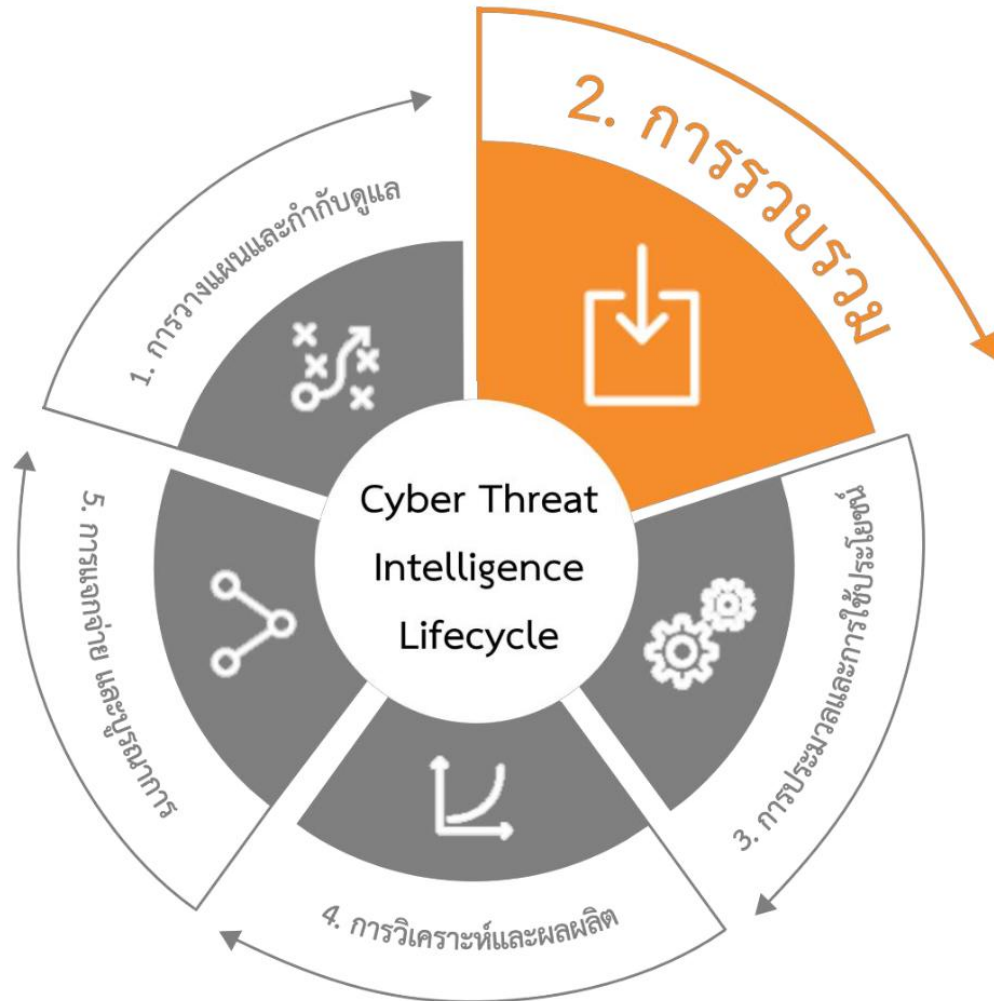 1. การวางแผนและกำกับดูแล
2. การรวบรวม
3. การประมวลและการใช้ประโยชน์
4. การวิเคราะห์และผลผลิต
5. การแจกจ่าย และบูรณาการ
Cyber Threat
Intelligence
Lifecycle